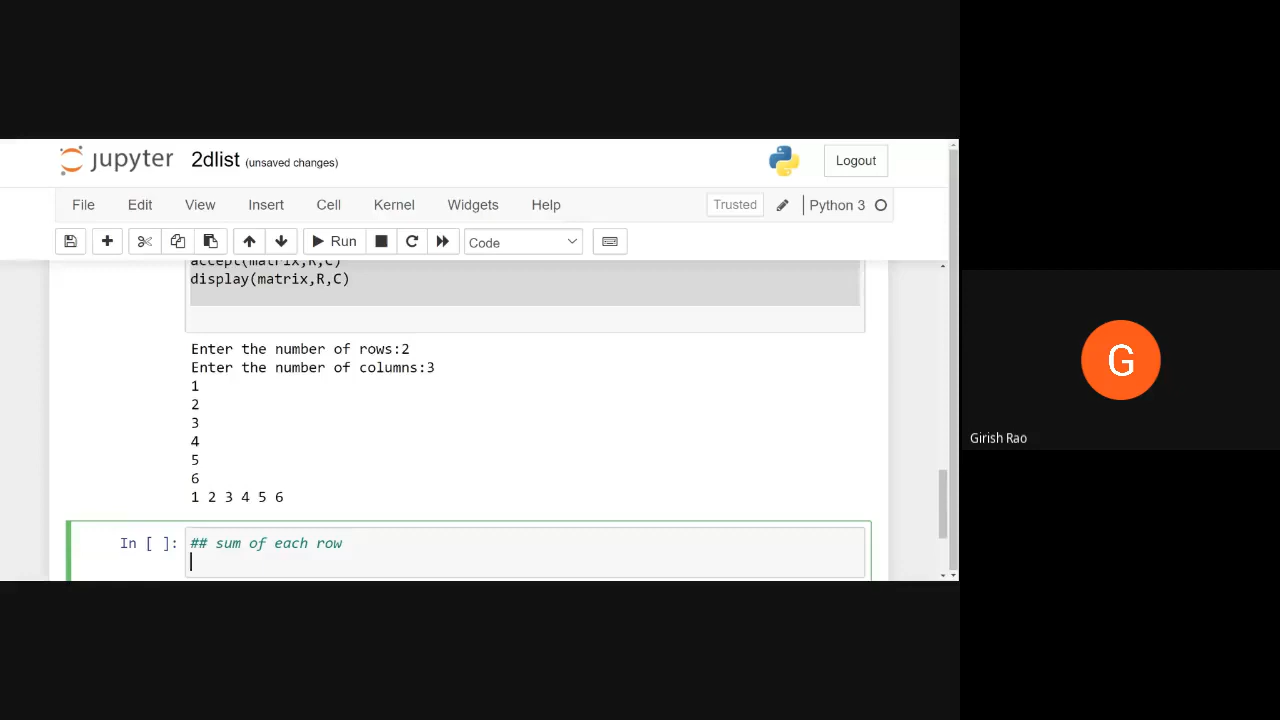 jupyter 2dlist (unsaved changes)
Logout
File Edit View Insert Cell Kernel Widgets Help Trusted Python 3
Run Code
accept(matrix,R,C)
display(matrix,R,C)
Enter the number of rows:2
Enter the number of columns:3
1
2
3
4
5
6
1 2 3 4 5 6
In [ ]: ## sum of each row
G
Girish Rao